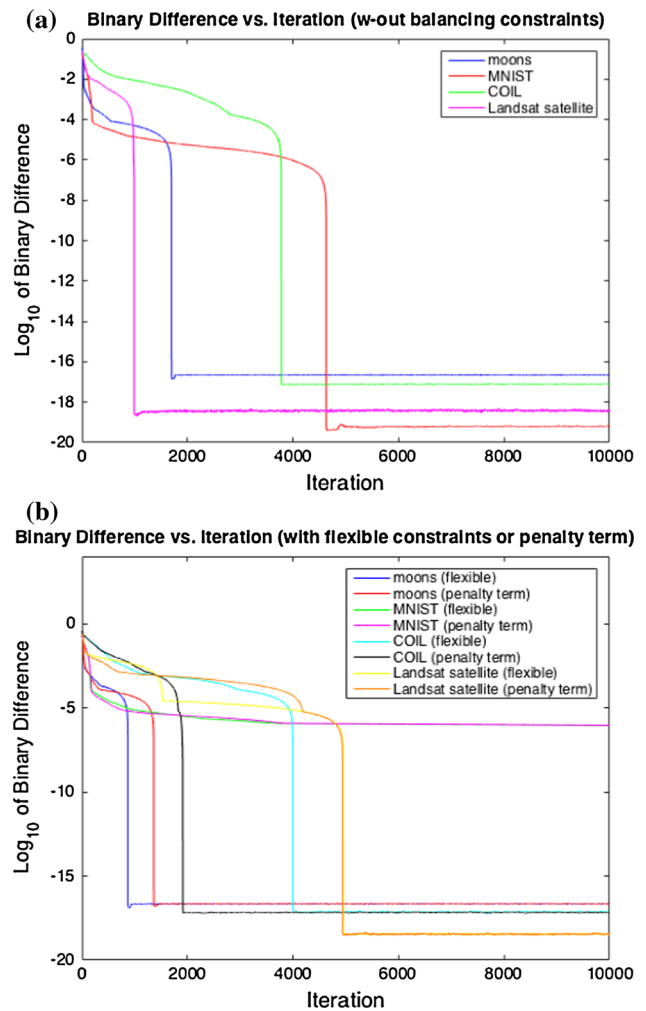 (a)
Binary Difference vs. Iteration (w-out balancing constraints)
0
-2
-4
-6
-8
-10
-12
-14
-16
-18
-20
Log10 of Binary Difference
moons
MNIST
COIL
Landsat satellite
0 2000 4000 6000 8000 10000
Iteration
(b)
Binary Difference vs. Iteration (with flexible constraints or penalty term)
0
-5
-10
-15
-20
Log10 of Binary Difference
moons (flexible)
moons (penalty term)
MNIST (flexible)
MNIST (penalty term)
COIL (flexible)
COIL (penalty term)
Landsat satellite (flexible)
Landsat satellite (penalty term)
0 2000 4000 6000 8000 10000
Iteration